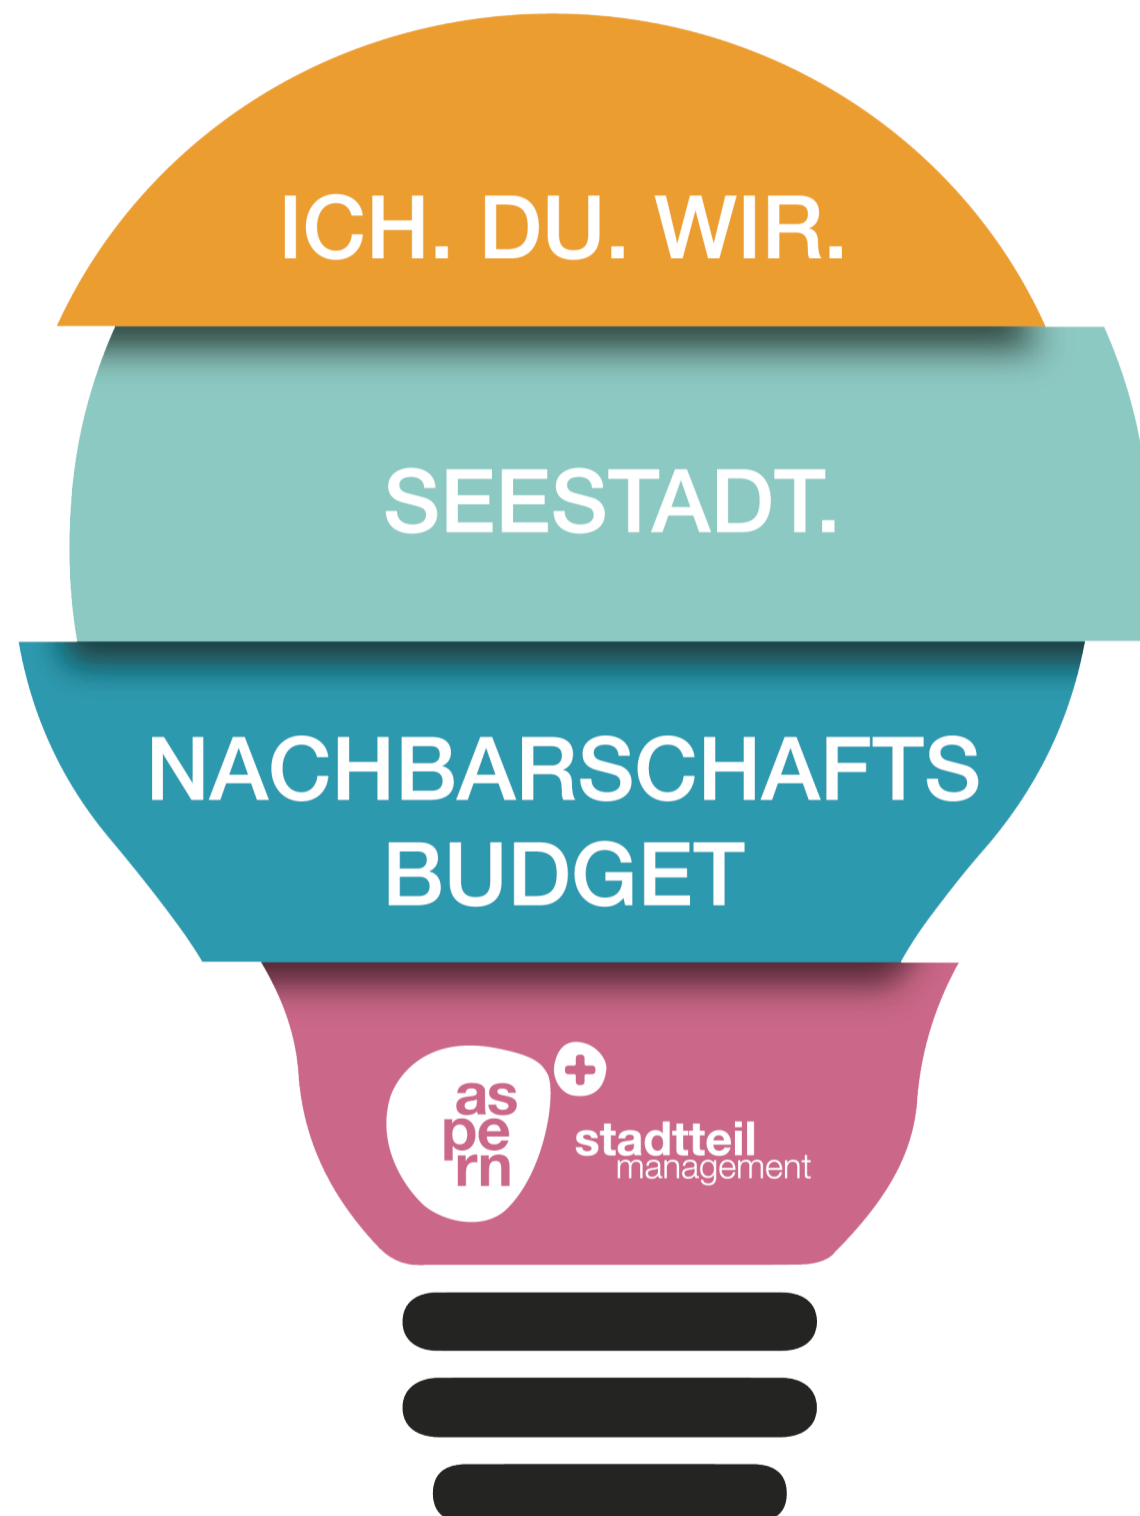 ICH. DU. WIR.
SEESTADT.
NACHBARSCHAFTS
BUDGET
as
pe
rn
+
stadtteil
management